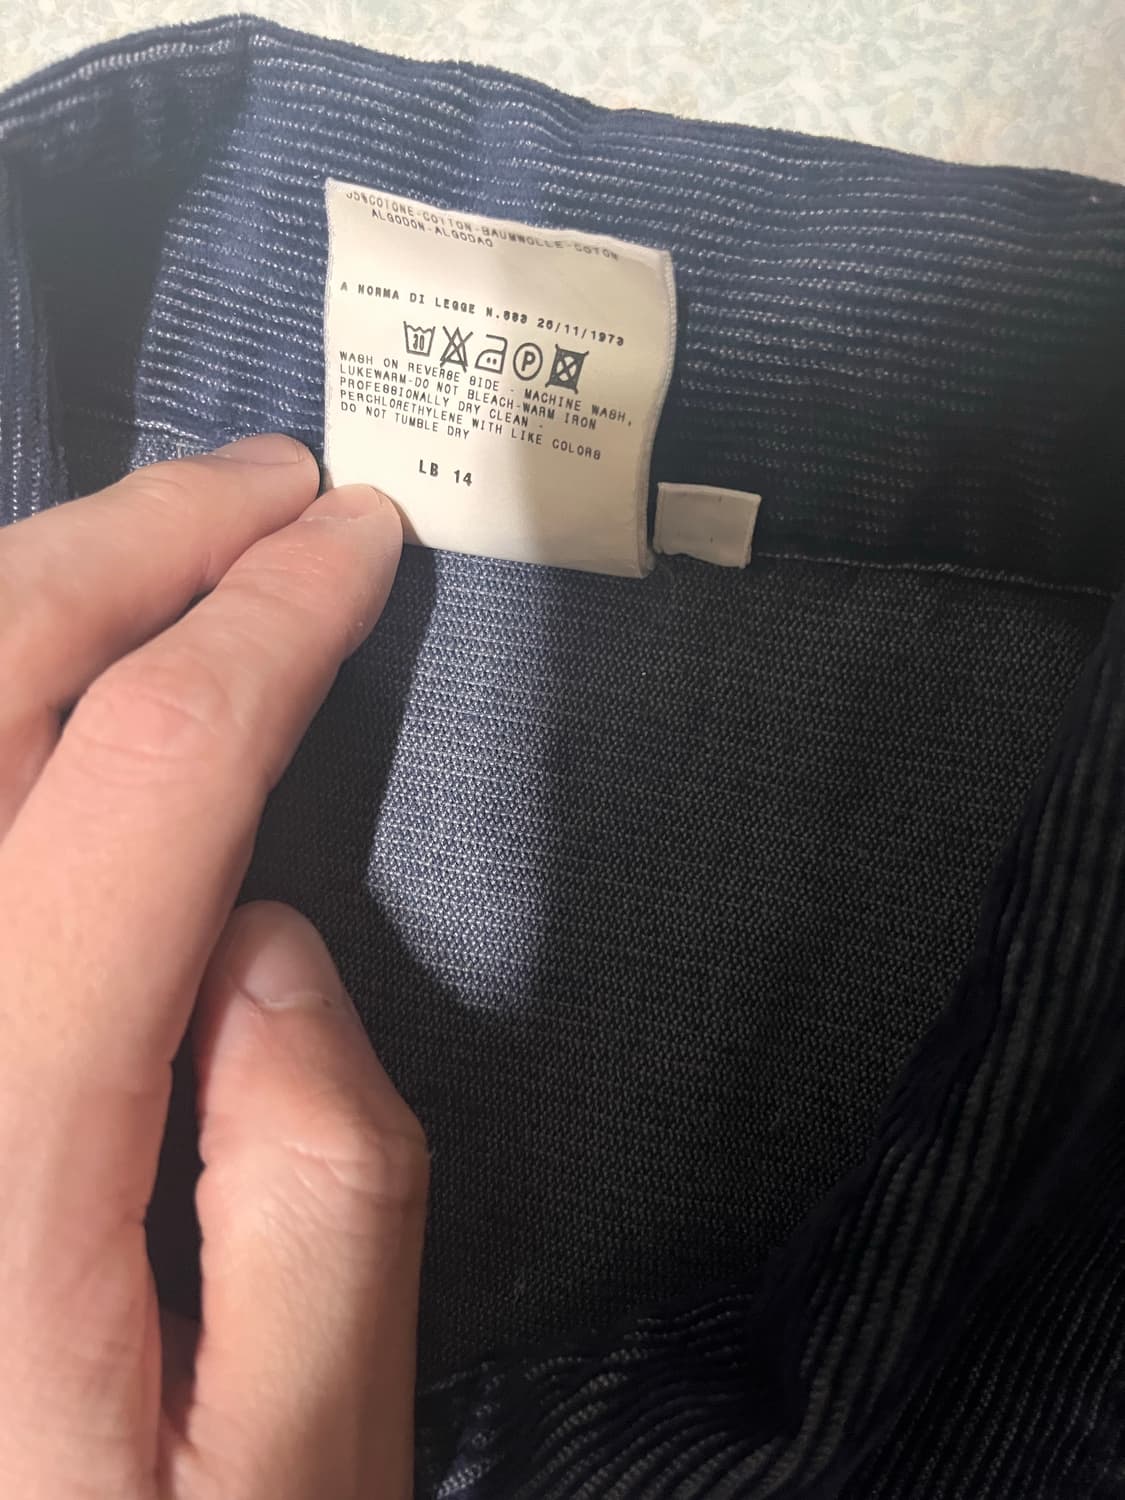 COTONE-COTTON-BAUMWOLLE-COTON
ALGODON-ALGODAO
A NORMA DI LEGGE N.883 26/11/1973
30 P
WASH ON REVERSE SIDE - MACHINE WASH,
LUKEWARM-DO NOT BLEACH-WARM IRON
PROFESSIONALLY DRY CLEAN -
PERCHLORETHYLENE WITH LIKE COLORS
DO NOT TUMBLE DRY
LB 14